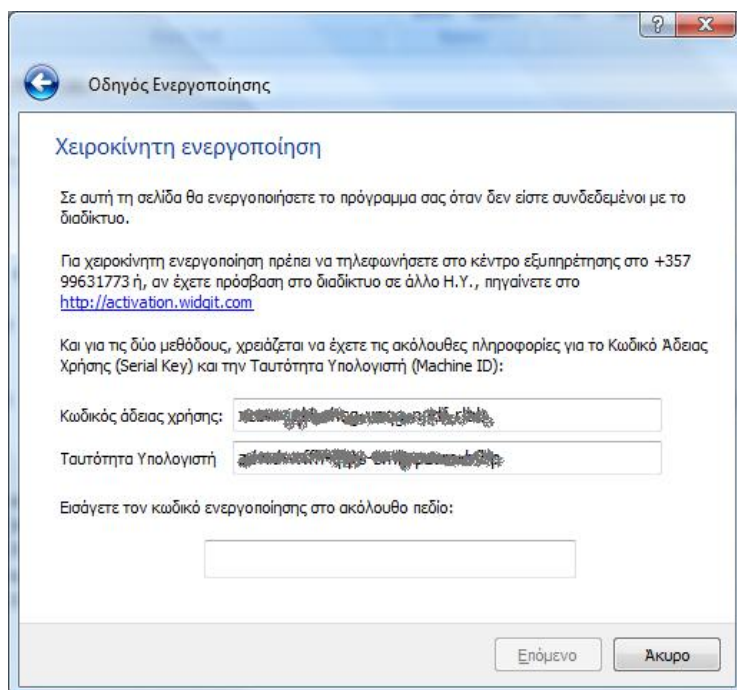 Οδηγός Ενεργοποίησης
Χειροκίνητη ενεργοποίηση
Σε αυτή τη σελίδα θα ενεργοποιήσετε το πρόγραμμα σας όταν δεν είστε συνδεδεμένοι με το
διαδίκτυο.
Για χειροκίνητη ενεργοποίηση πρέπει να τηλεφωνήσετε στο κέντρο εξυπηρέτησης στο +357
99631773 ή, αν έχετε πρόσβαση στο διαδίκτυο σε άλλο Η.Υ., πηγαίνετε στο
http://activation.widgit.com
Και για τις δύο μεθόδους, χρειάζεται να έχετε τις ακόλουθες πληροφορίες για το Κωδικό Άδειας
Χρήσης (Serial Key) και την Ταυτότητα Υπολογιστή (Machine ID):
Κωδικός άδειας χρήσης:
Ταυτότητα Υπολογιστή
Εισάγετε τον κωδικό ενεργοποίησης στο ακόλουθο πεδίο:
Επόμενο Άκυρο